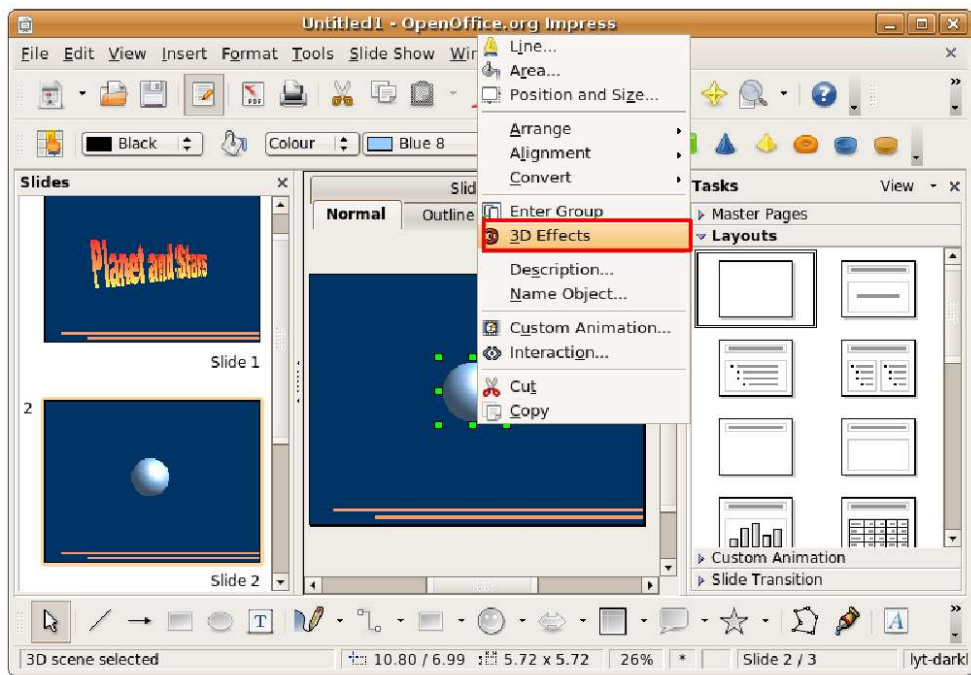 Untitled1 - OpenOffice.org Impress
File Edit View Insert Format Tools Slide Show
Line...
Area...
Position and Size...
PDF
Black
Colour
Blue 8
Arrange
Alignment
Convert
Enter Group
3D Effects
Description...
Name Object...
Custom Animation...
Interaction...
Cut
Copy
Slides
Planet and Stars
Slide 1
2
Slide 2
Normal
Outline
Tasks
View
Master Pages
Layouts
Custom Animation
Slide Transition
T
A
3D scene selected
10.80 / 6.99
5.72 x 5.72
26%
*
Slide 2 / 3
lyt-darkl